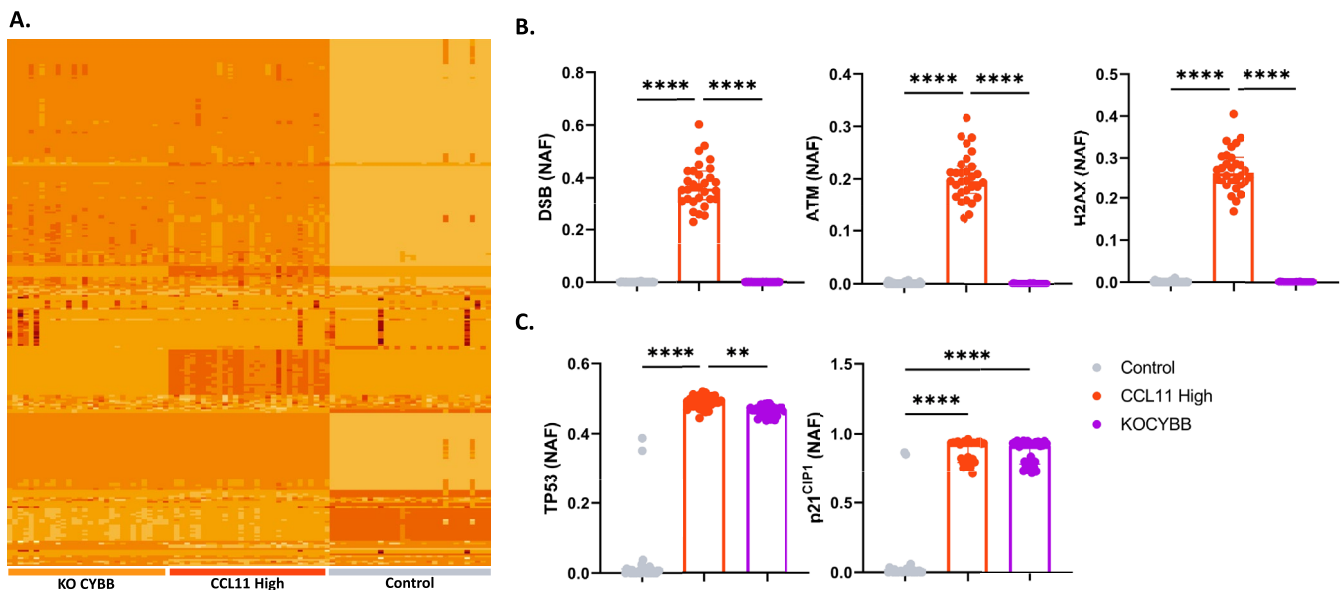 A.
KO CYBB
CCL11 High
Control
B.
0.8
0.6
0.4
0.2
0.0
DSB (NAF)
****
****
0.4
0.3
0.2
0.1
0.0
ATM (NAF)
****
****
0.5
0.4
0.3
0.2
0.1
0.0
H2AX (NAF)
****
****
C.
0.6
0.4
0.2
0.0
TP53 (NAF)
****
**
1.5
1.0
0.5
0.0
p21CIP1 (NAF)
****
****
Control
CCL11 High
KOCYBB